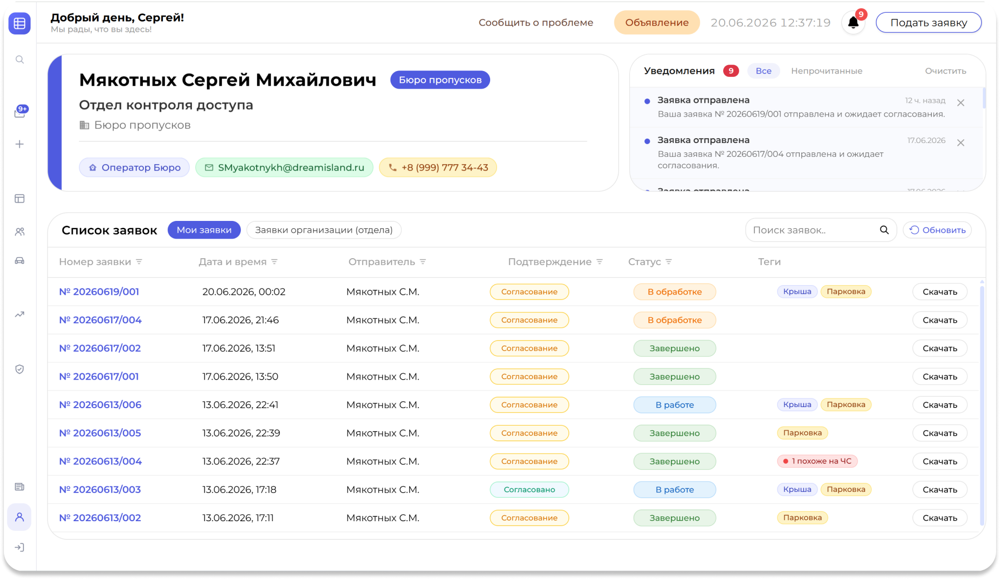 Добрый день, Сергей!
Мы рады, что вы здесь!
Сообщить о проблеме
Объявление
20.06.2026 12:37:19
9
Подать заявку
9+
Мякотных Сергей Михайлович
Бюро пропусков
Отдел контроля доступа
Бюро пропусков
Оператор Бюро
SMyakotnykh@dreamisland.ru
+8 (999) 777 34-43
Уведомления 9 Все Непрочитанные Очистить
Заявка отправлена 12 ч. назад
Ваша заявка № 20260619/001 отправлена и ожидает согласования.
Заявка отправлена 17.06.2026
Ваша заявка № 20260617/004 отправлена и ожидает
согласования.
Заявка отправлена 17.06.2026
Список заявок Мои заявки Заявки организации (отдела) Поиск заявок.. Обновить
Номер заявки Дата и время Отправитель Подтверждение Статус Теги
№ 20260619/001 20.06.2026, 00:02 Мякотных С.М. Согласование В обработке Крыша Парковка Скачать
№ 20260617/004 17.06.2026, 21:46 Мякотных С.М. Согласование В обработке Скачать
№ 20260617/002 17.06.2026, 13:51 Мякотных С.М. Согласование Завершено Скачать
№ 20260617/001 17.06.2026, 13:50 Мякотных С.М. Согласование Завершено Скачать
№ 20260613/006 13.06.2026, 22:41 Мякотных С.М. Согласование В работе Крыша Парковка Скачать
№ 20260613/005 13.06.2026, 22:39 Мякотных С.М. Согласование Завершено Парковка Скачать
№ 20260613/004 13.06.2026, 22:37 Мякотных С.М. Согласование Завершено 1 похоже на ЧС Скачать
№ 20260613/003 13.06.2026, 17:18 Мякотных С.М. Согласовано В работе Крыша Парковка Скачать
№ 20260613/002 13.06.2026, 17:11 Мякотных С.М. Согласование Завершено Парковка Скачать